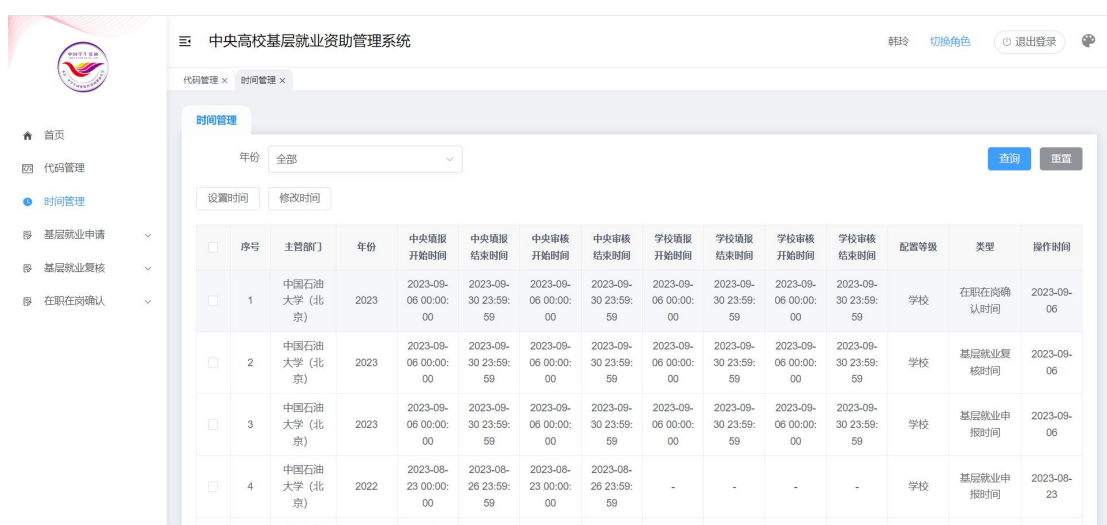 中央高校基层就业资助管理系统
韩玲 切换角色 退出登录
代码管理 × 时间管理 ×
首页
代码管理
时间管理
基层就业申请
基层就业复核
在职在岗确认
时间管理
年份 全部 查询 重置
设置时间 修改时间
序号 主管部门 年份 中央填报开始时间 中央填报结束时间 中央审核开始时间 中央审核结束时间 学校填报开始时间 学校填报结束时间 学校审核开始时间 学校审核结束时间 配置等级 类型 操作时间
1 中国石油大学（北京） 2023 2023-09-06 00:00:00 2023-09-30 23:59:59 2023-09-06 00:00:00 2023-09-30 23:59:59 2023-09-06 00:00:00 2023-09-30 23:59:59 2023-09-06 00:00:00 2023-09-30 23:59:59 学校 在职在岗确认时间 2023-09-06
2 中国石油大学（北京） 2023 2023-09-06 00:00:00 2023-09-30 23:59:59 2023-09-06 00:00:00 2023-09-30 23:59:59 2023-09-06 00:00:00 2023-09-30 23:59:59 2023-09-06 00:00:00 2023-09-30 23:59:59 学校 基层就业复核时间 2023-09-06
3 中国石油大学（北京） 2023 2023-09-06 00:00:00 2023-09-30 23:59:59 2023-09-06 00:00:00 2023-09-30 23:59:59 2023-09-06 00:00:00 2023-09-30 23:59:59 2023-09-06 00:00:00 2023-09-30 23:59:59 学校 基层就业申报时间 2023-09-06
4 中国石油大学（北京） 2022 2023-08-23 00:00:00 2023-08-26 23:59:59 2023-08-23 00:00:00 2023-08-26 23:59:59 - - - - 学校 基层就业申报时间 2023-08-23